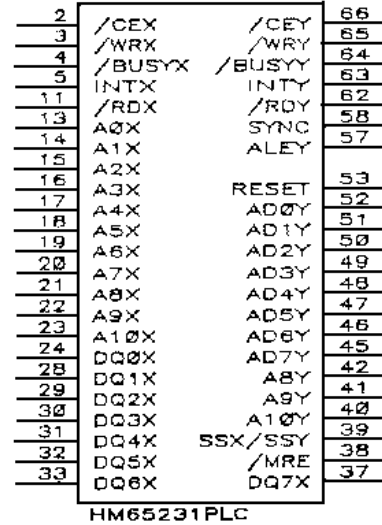 2 /CEX /CEY 66
3 /WRX /WRY 65
4 /BUSYX /BUSYY 64
5 INTX INTY 63
11 /RDX /RDY 62
13 A0X SYNC 58
14 A1X ALEY 57
15 A2X
16 A3X RESET 53
17 A4X AD0Y 52
18 A5X AD1Y 51
19 A6X AD2Y 50
20 A7X AD3Y 49
21 A8X AD4Y 48
22 A9X AD5Y 47
23 A10X AD6Y 46
24 DQ0X AD7Y 45
28 DQ1X A8Y 42
29 DQ2X A9Y 41
30 DQ3X A10Y 40
31 DQ4X SSX/SSY 39
32 DQ5X /MRE 38
33 DQ6X DQ7X 37
HM65231PLC